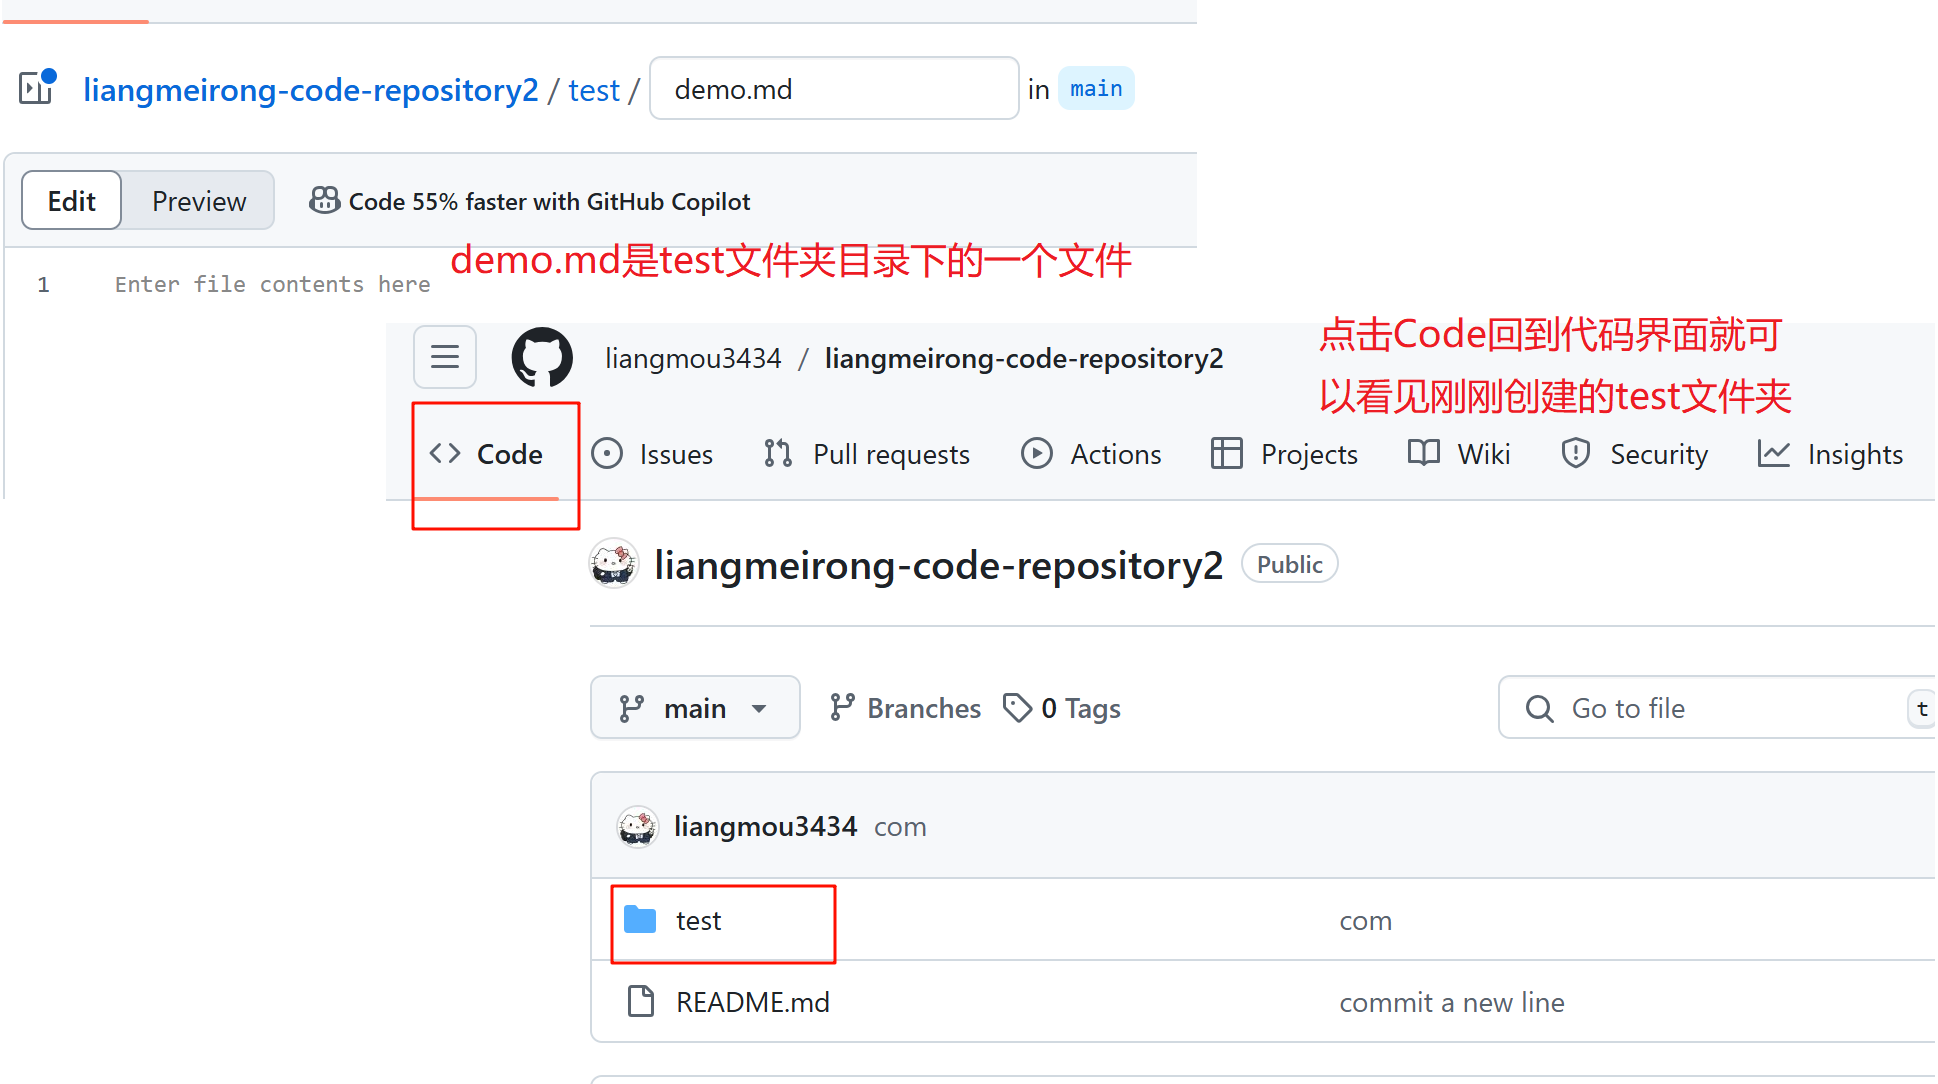 liangmeirong-code-repository2 / test / demo.md in main
Edit Preview Code 55% faster with GitHub Copilot
demo.md是test文件夹目录下的一个文件
1 Enter file contents here
点击Code回到代码界面就可
以看见刚刚创建的test文件夹
liangmou3434 / liangmeirong-code-repository2
Code Issues Pull requests Actions Projects Wiki Security Insights
liangmeirong-code-repository2 Public
main Branches 0 Tags Go to file t
liangmou3434 com
test com
README.md commit a new line